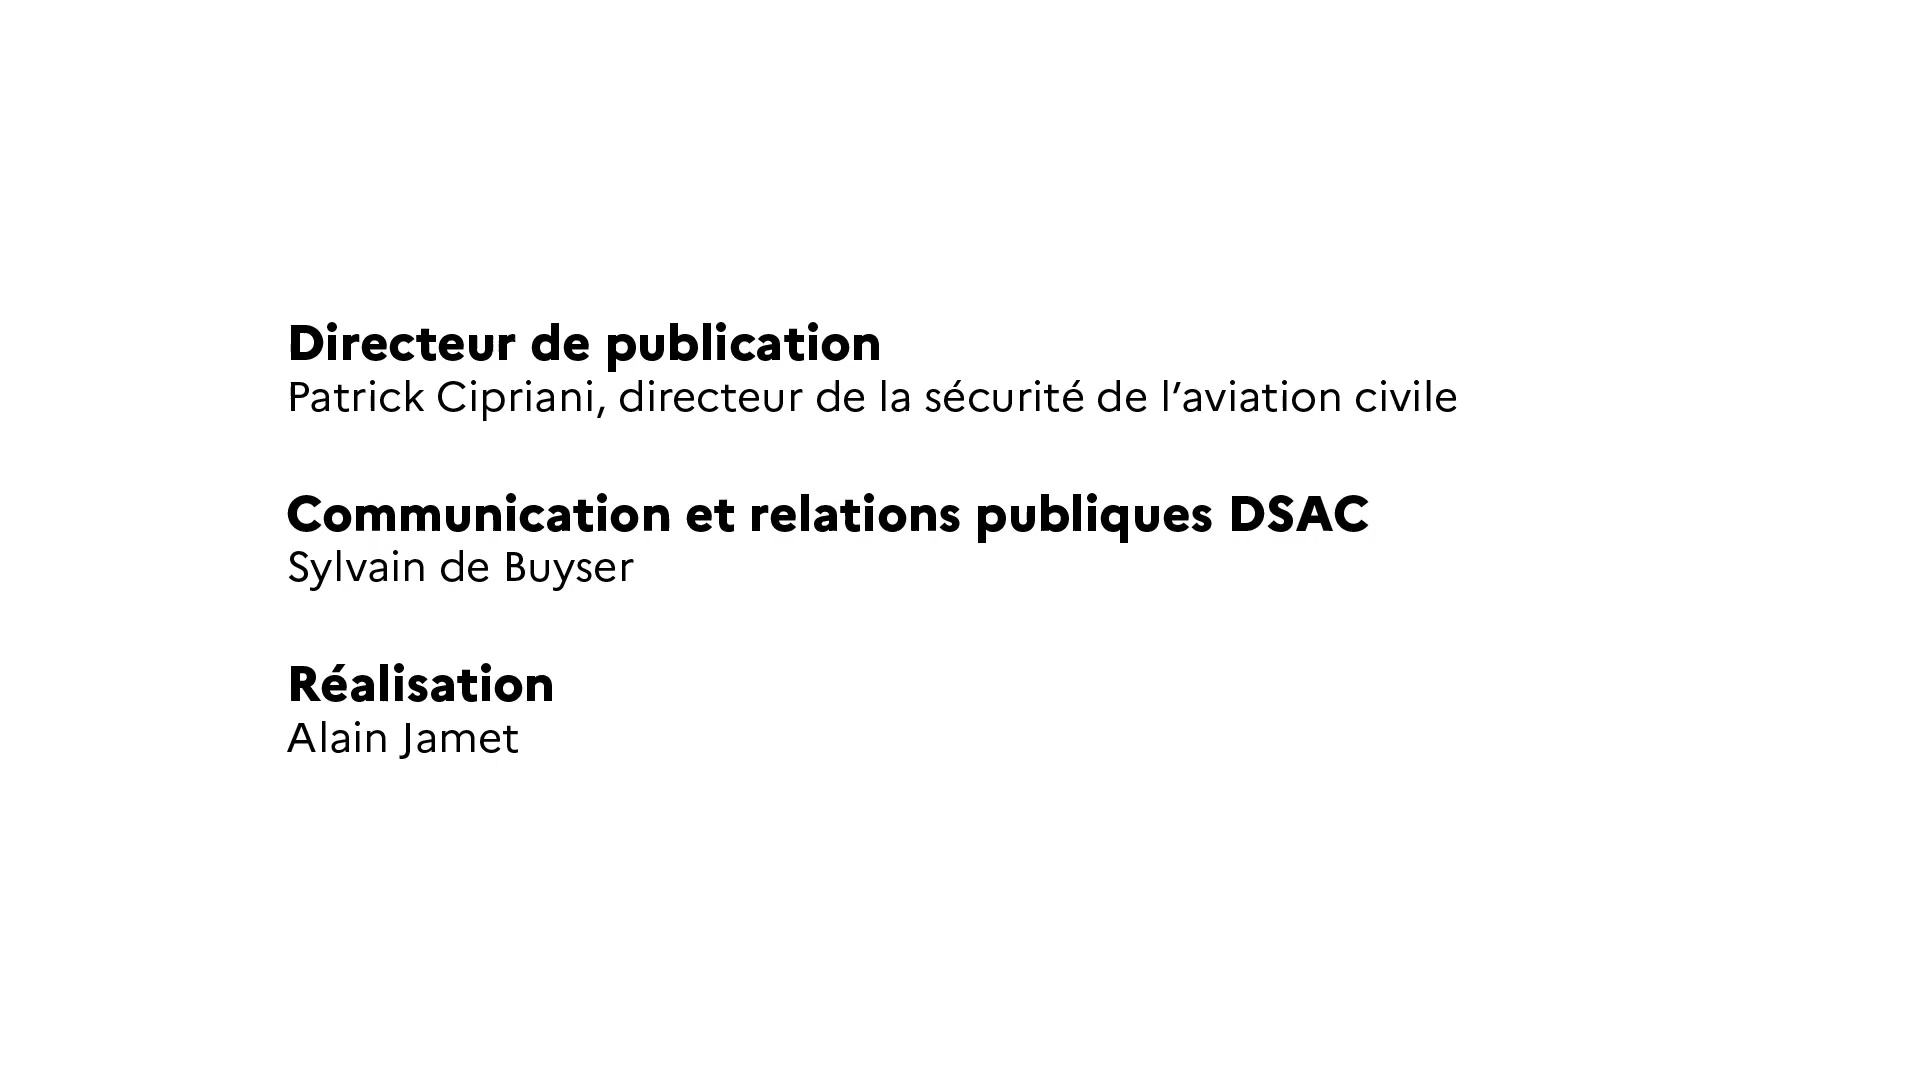 Directeur de publication
Patrick Cipriani, directeur de la sécurité de l’aviation civile
Communication et relations publiques DSAC
Sylvain de Buyser
Réalisation
Alain Jamet